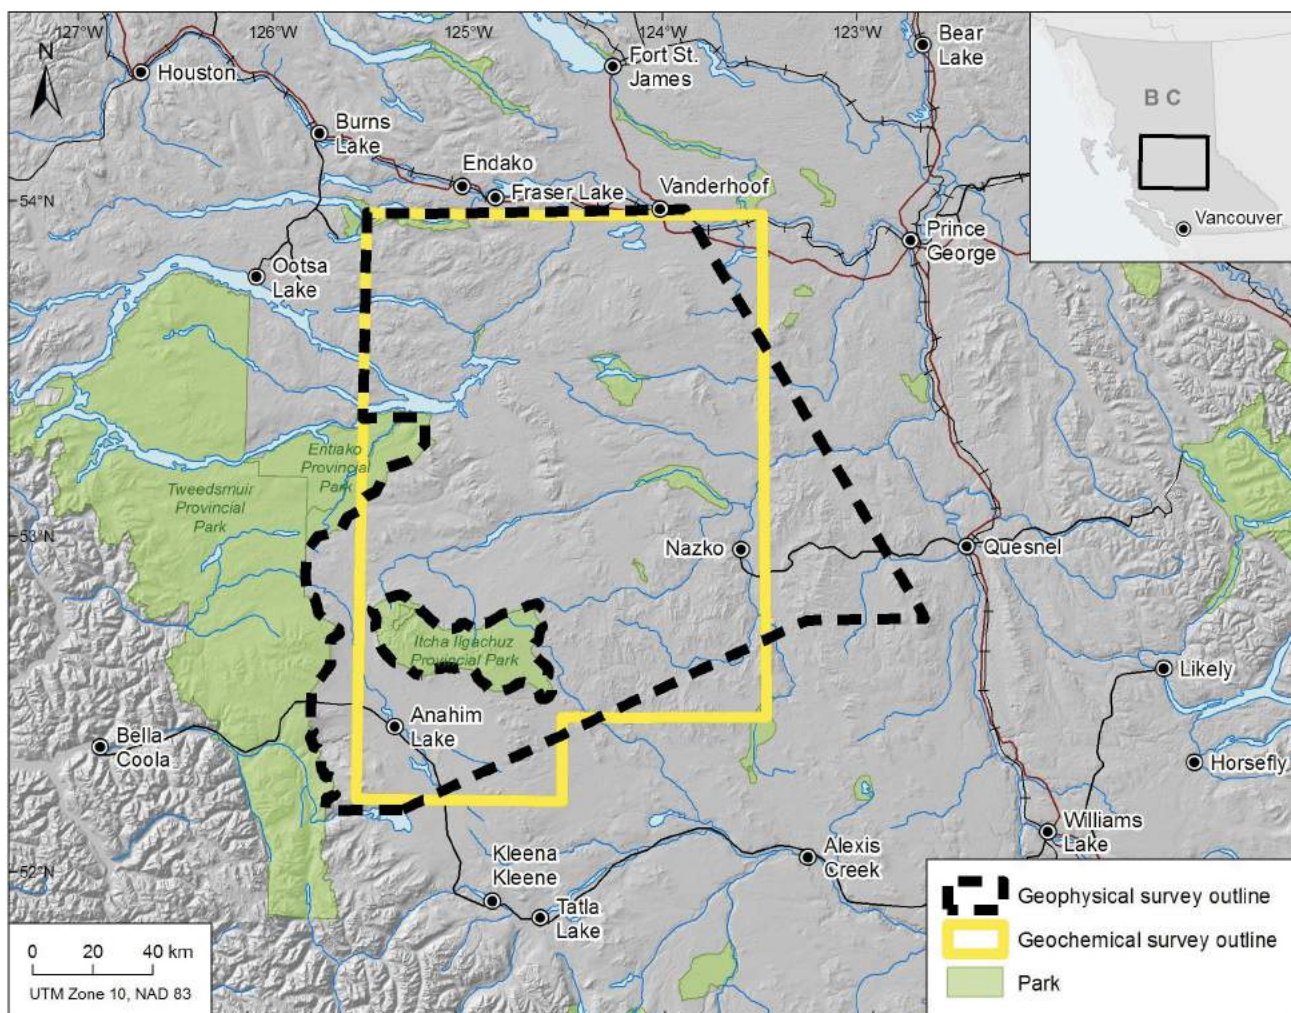 127°W
126°W
125°W
124°W
123°W
N
Houston
Fort St.
James
Bear
Lake
B C
Vancouver
Burns
Lake
Endako
Fraser Lake
Vanderhoof
54°N
Prince
George
Ootsa
Lake
Entiako
Provincial
Park
Tweedsmuir
Provincial
Park
53°N
Nazko
Quesnel
Itcha Ilgachuz
Provincial Park
Likely
Anahim
Lake
Bella
Coola
Horsefly
Williams
Lake
Kleena
Kleene
Alexis
Creek
52°N
Tatla
Lake
Geophysical survey outline
Geochemical survey outline
Park
0 20 40 km
UTM Zone 10, NAD 83